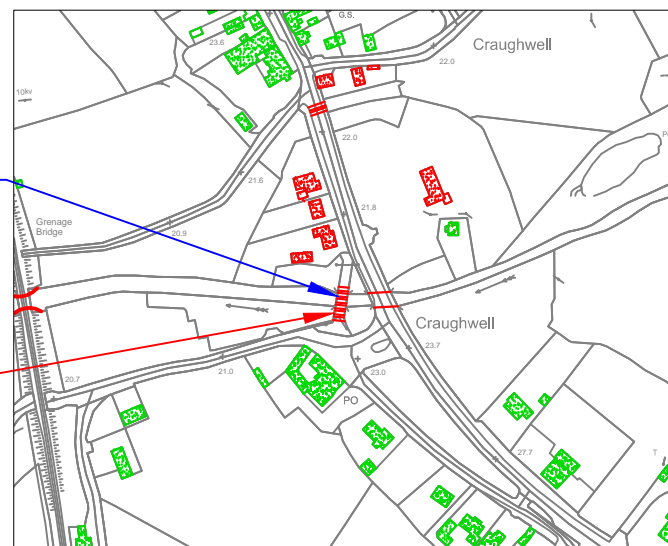 G.S.
23.6
Craughwell
22.0
10kv
22.0
21.6
21.8
Grenage
Bridge
20.9
Craughwell
23.7
21.0
23.0
20.7
PO
27.7
T